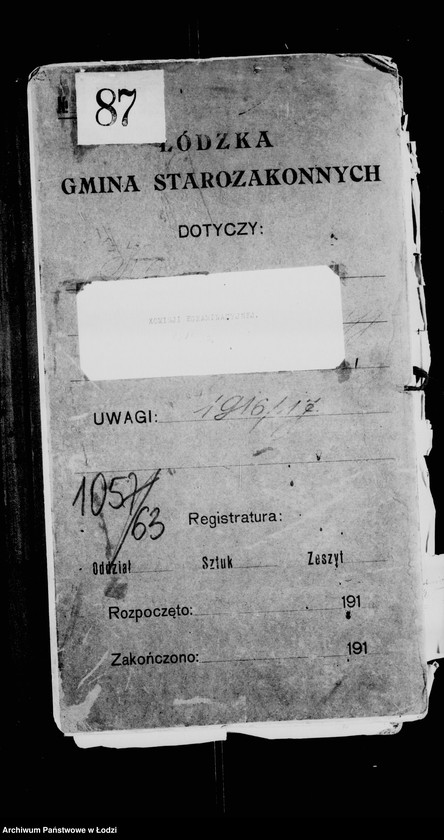 №
87
ŁÓDZKA
GMINA STAROZAKONNYCH
DOTYCZY:
UWAGI: 1916/17
1057/63
Registratura:
Oddział Sztuk Zeszyt
Rozpoczęto: 191
Zakończono: 191
Archiwum Państwowe w Łodzi